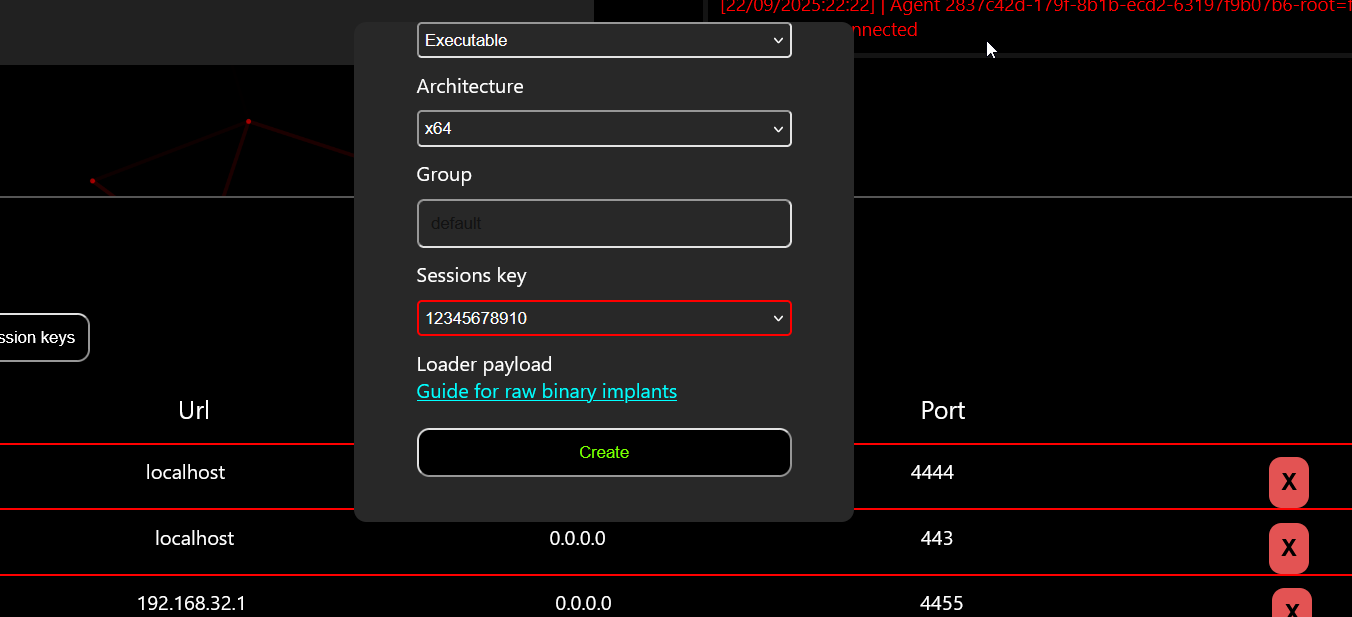 [22/09/2025:22:22] | Agent 2837c42d-179f-8b1b-ecd2-63197f9b07b6-root=
nnected
Executable
Architecture
x64
Group
default
Sessions key
12345678910
ssion keys
Loader payload
Guide for raw binary implants
Create
Url Port
localhost 4444 X
localhost 0.0.0.0 443 X
192.168.32.1 0.0.0.0 4455 X